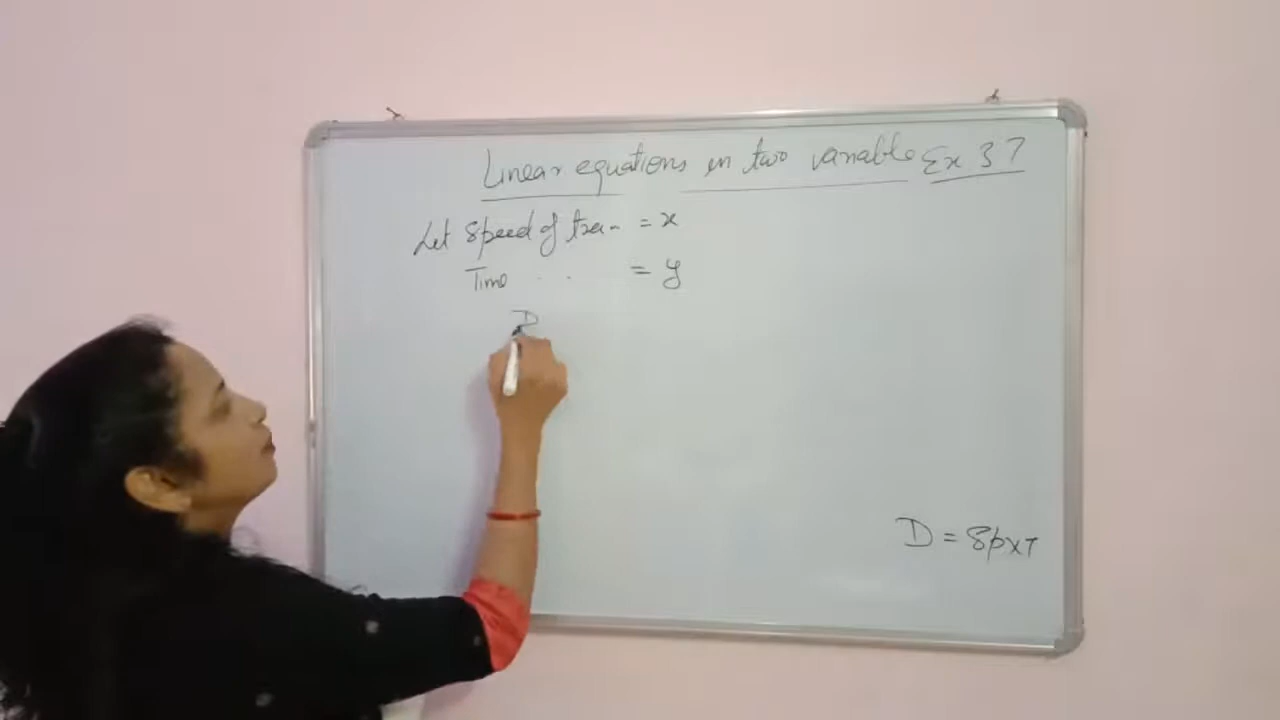 Linear equations in two variable Ex 3 7
Let Speed of train = x
Time .. .. = y
D
D = Sp x T